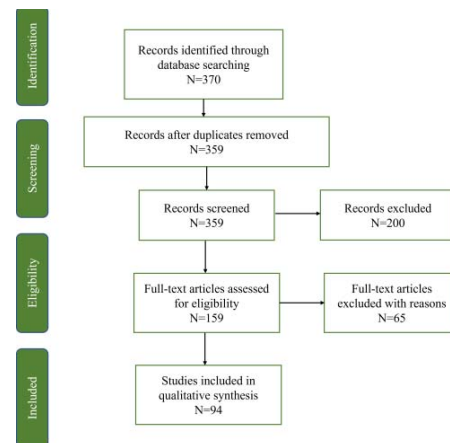 Identification
Records identified through
database searching
N=370
Screening
Records after duplicates removed
N=359
Records screened
N=359
Records excluded
N=200
Eligibility
Full-text articles assessed
for eligibility
N=159
Full-text articles
excluded with reasons
N=65
Included
Studies included in
qualitative synthesis
N=94